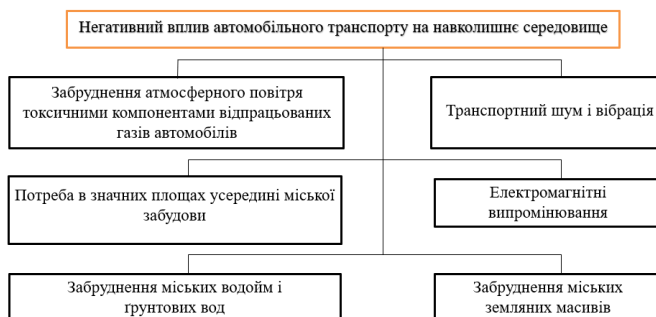 Негативний вплив автомобільного транспорту на навколишнє середовище
Забруднення атмосферного повітря
токсичними компонентами відпрацьованих
газів автомобілів
Транспортний шум і вібрація
Потреба в значних площах усередині міської
забудови
Електромагнітні
випромінювання
Забруднення міських водойм і
ґрунтових вод
Забруднення міських
земляних масивів